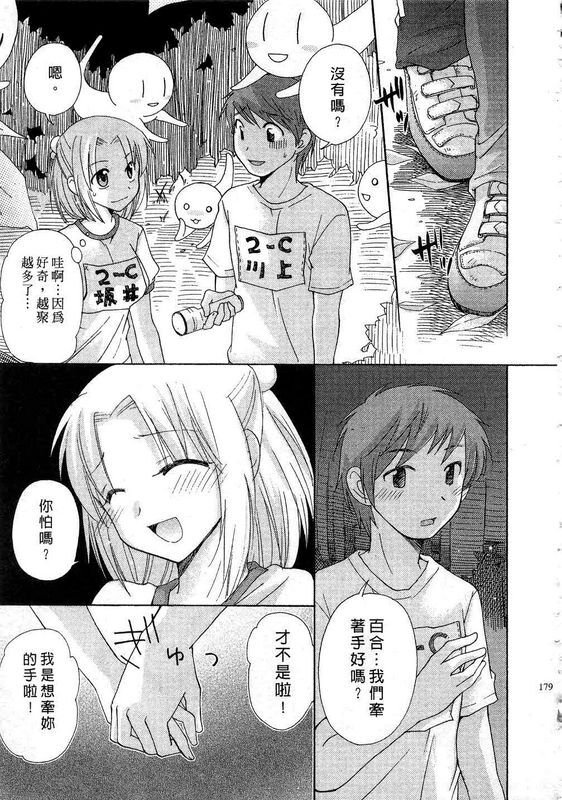 沒有嗎？
嗯。
2-C
川上
2-C
坂井
哇啊…因為
好奇，越聚
越多了…
百合…我們牽
著手好嗎？
-C
你怕嗎？
才不是啦！
ゅっ
我是想牽妳
的手啦！
179